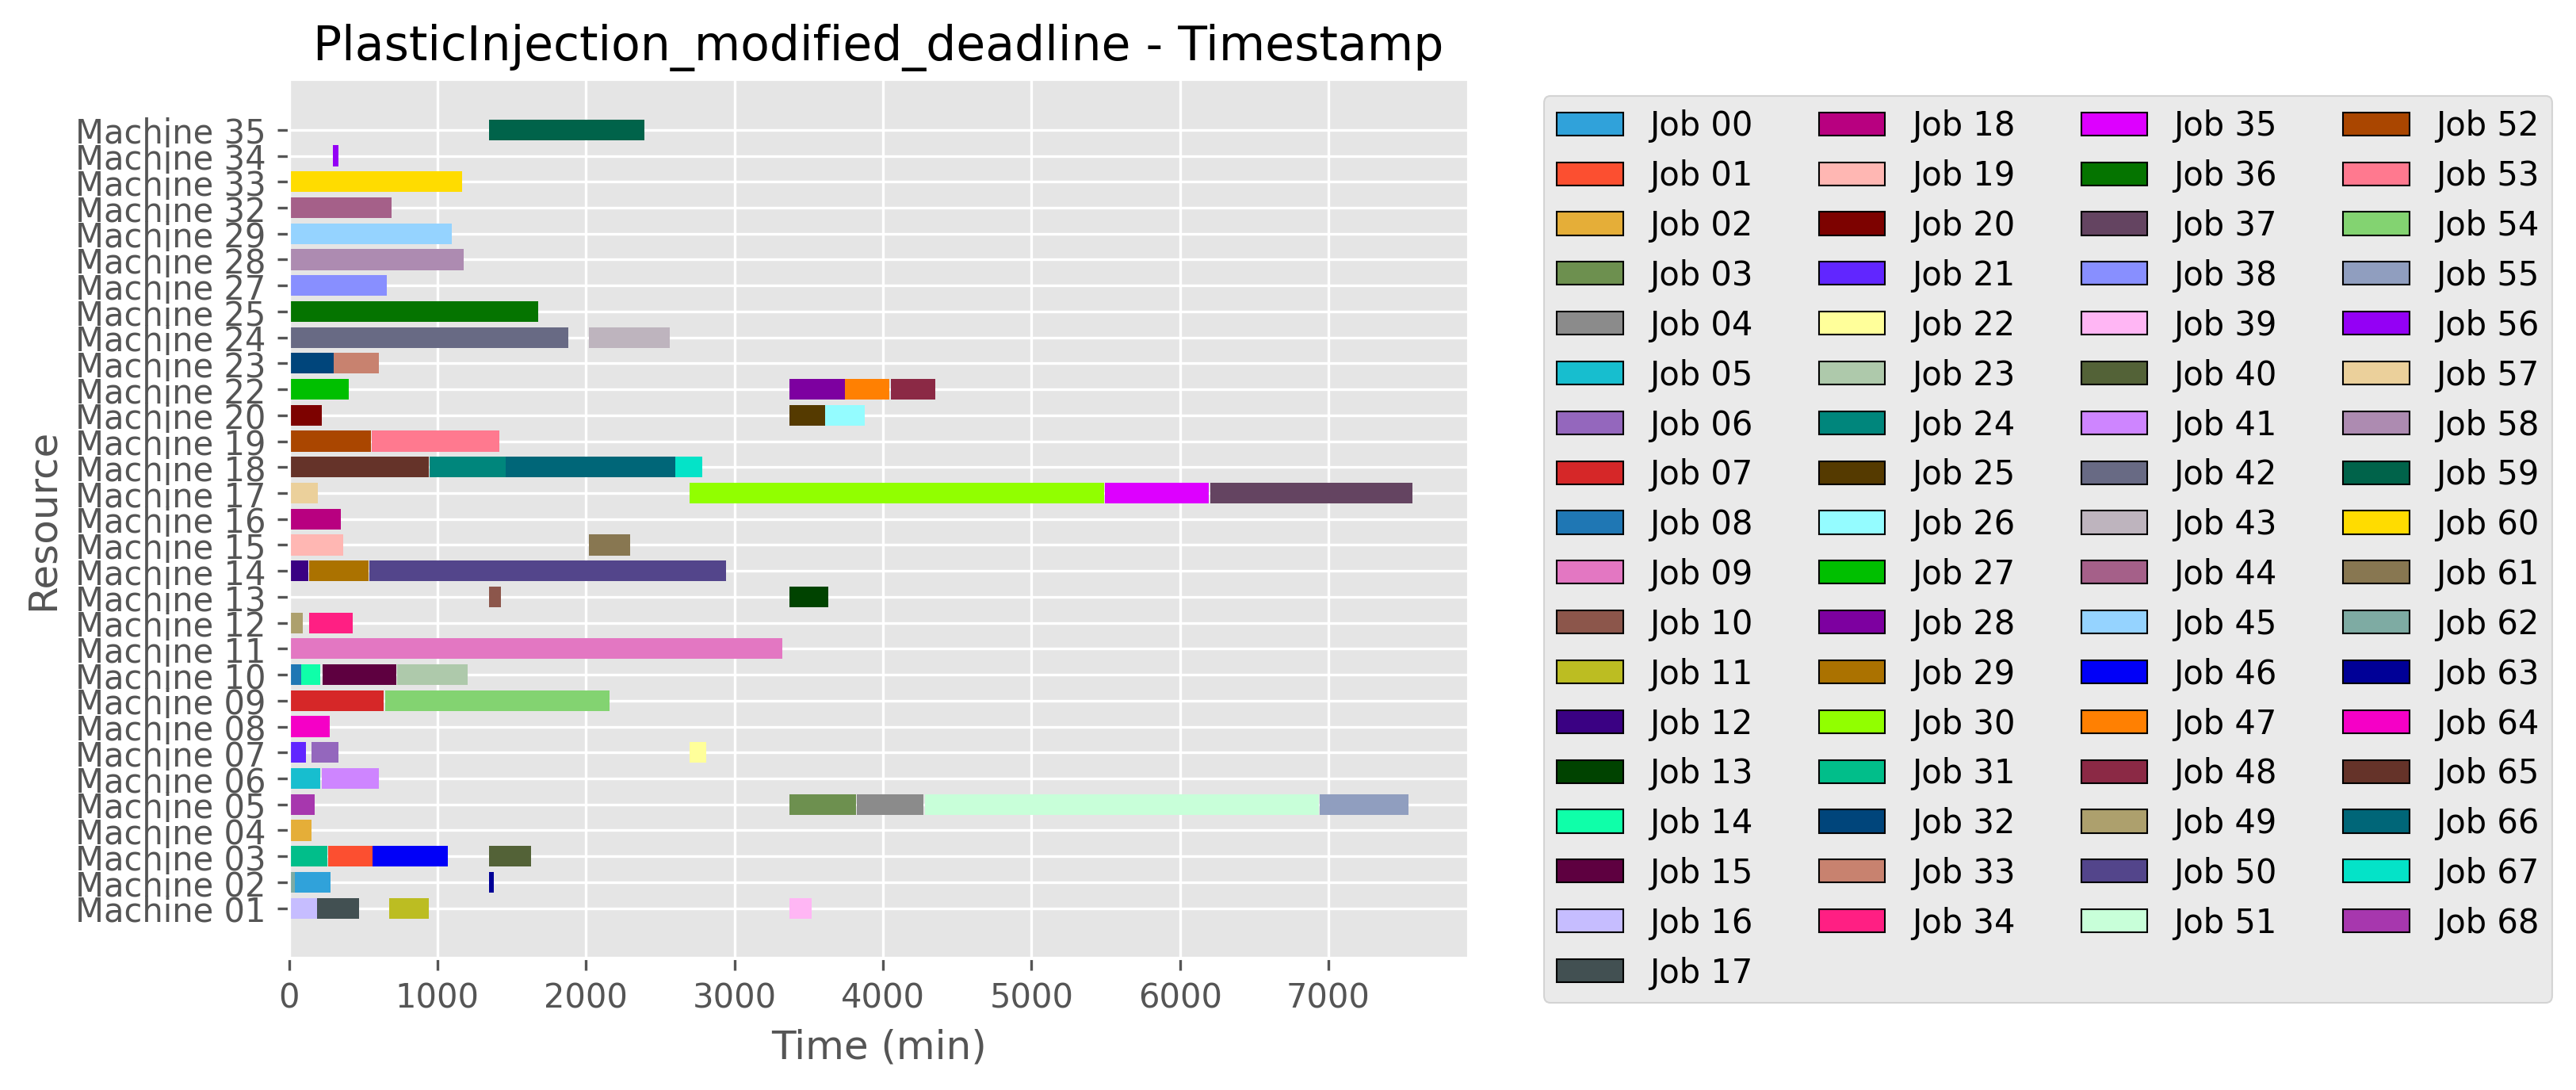 PlasticInjection_modified_deadline - Timestamp
Resource
Machine 35
Machine 34
Machine 33
Machine 32
Machine 29
Machine 28
Machine 27
Machine 25
Machine 24
Machine 23
Machine 22
Machine 20
Machine 19
Machine 18
Machine 17
Machine 16
Machine 15
Machine 14
Machine 13
Machine 12
Machine 11
Machine 10
Machine 09
Machine 08
Machine 07
Machine 06
Machine 05
Machine 04
Machine 03
Machine 02
Machine 01
0 1000 2000 3000 4000 5000 6000 7000
Time (min)
Job 00
Job 01
Job 02
Job 03
Job 04
Job 05
Job 06
Job 07
Job 08
Job 09
Job 10
Job 11
Job 12
Job 13
Job 14
Job 15
Job 16
Job 17
Job 18
Job 19
Job 20
Job 21
Job 22
Job 23
Job 24
Job 25
Job 26
Job 27
Job 28
Job 29
Job 30
Job 31
Job 32
Job 33
Job 34
Job 35
Job 36
Job 37
Job 38
Job 39
Job 40
Job 41
Job 42
Job 43
Job 44
Job 45
Job 46
Job 47
Job 48
Job 49
Job 50
Job 51
Job 52
Job 53
Job 54
Job 55
Job 56
Job 57
Job 58
Job 59
Job 60
Job 61
Job 62
Job 63
Job 64
Job 65
Job 66
Job 67
Job 68